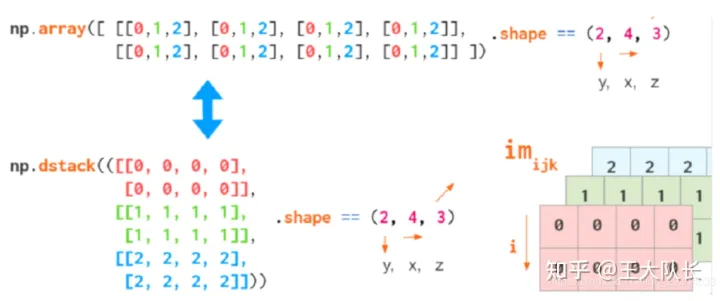 np.array([ [[0,1,2], [0,1,2], [0,1,2], [0,1,2]],
[[0,1,2], [0,1,2], [0,1,2], [0,1,2]] ])
.shape == (2, 4, 3)
y, x, z
np.dstack(([[0, 0, 0, 0],
[0, 0, 0, 0]],
[[1, 1, 1, 1],
[1, 1, 1, 1]],
[[2, 2, 2, 2],
[2, 2, 2, 2]]))
.shape == (2, 4, 3)
y, x, z
im ijk
2 2 2
1 1 1 1
0 0 0 0
1
i
0 0 0 0
知乎 @王大队长